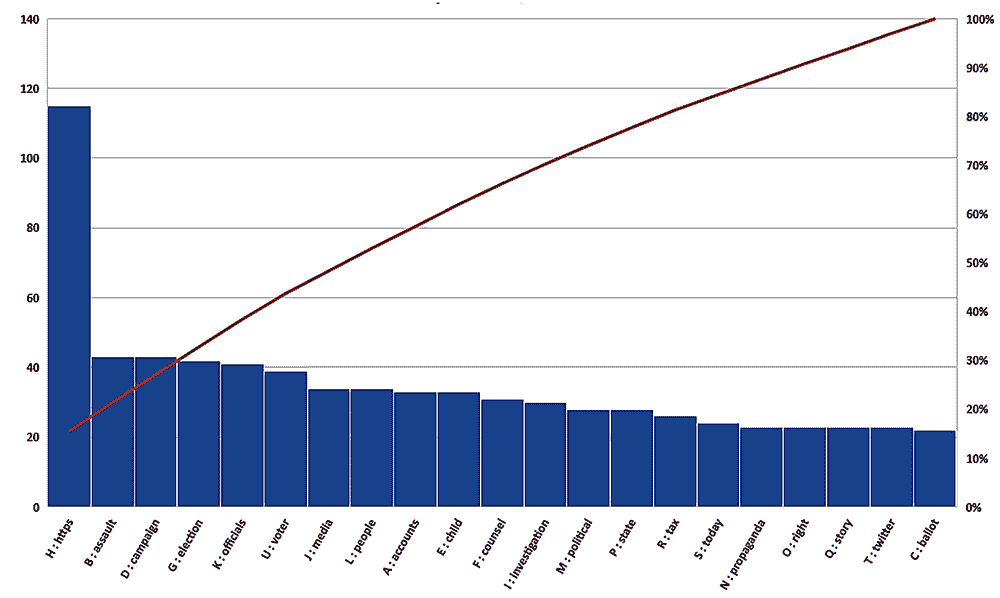 140
120
100
80
60
40
20
0
100%
90%
80%
70%
60%
50%
40%
30%
20%
10%
0%
H : https
B : assault
D : campaign
G : election
K : officials
U : voter
J : media
L : people
A : accounts
E : child
F : counsel
I : Investigation
M : political
P : state
R : tax
S : today
N : propaganda
O : right
Q : story
T : twitter
C : ballot